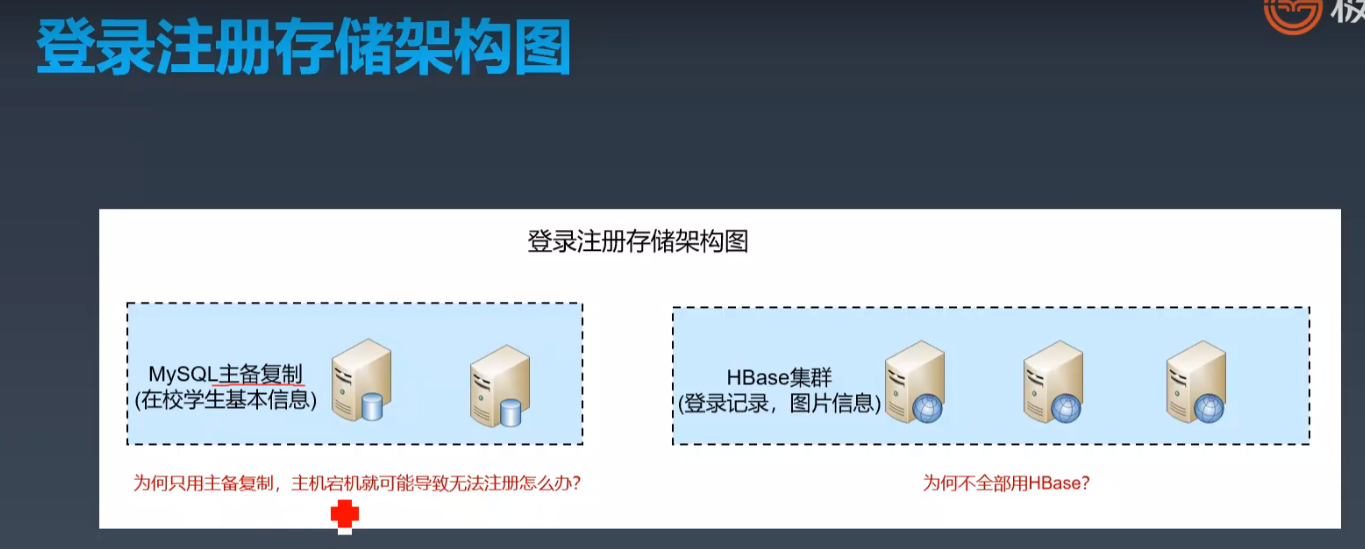 登录注册存储架构图
登录注册存储架构图
MySQL主备复制
(在校学生基本信息)
HBase集群
(登录记录，图片信息)
为何只用主备复制，主机宕机就可能导致无法注册怎么办？
为何不全部用HBase？